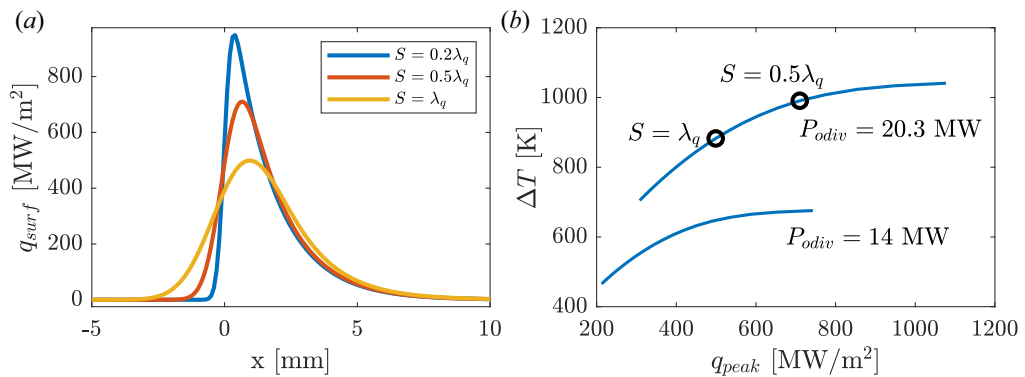 (a)
q_surf [MW/m²]
800
600
400
200
0
-5
0
5
10
x [mm]
S = 0.2λ_q
S = 0.5λ_q
S = λ_q
(b)
ΔT [K]
1200
1000
800
600
400
200
400
600
800
1000
1200
q_peak [MW/m²]
S = 0.5λ_q
S = λ_q
P_odiv = 20.3 MW
P_odiv = 14 MW